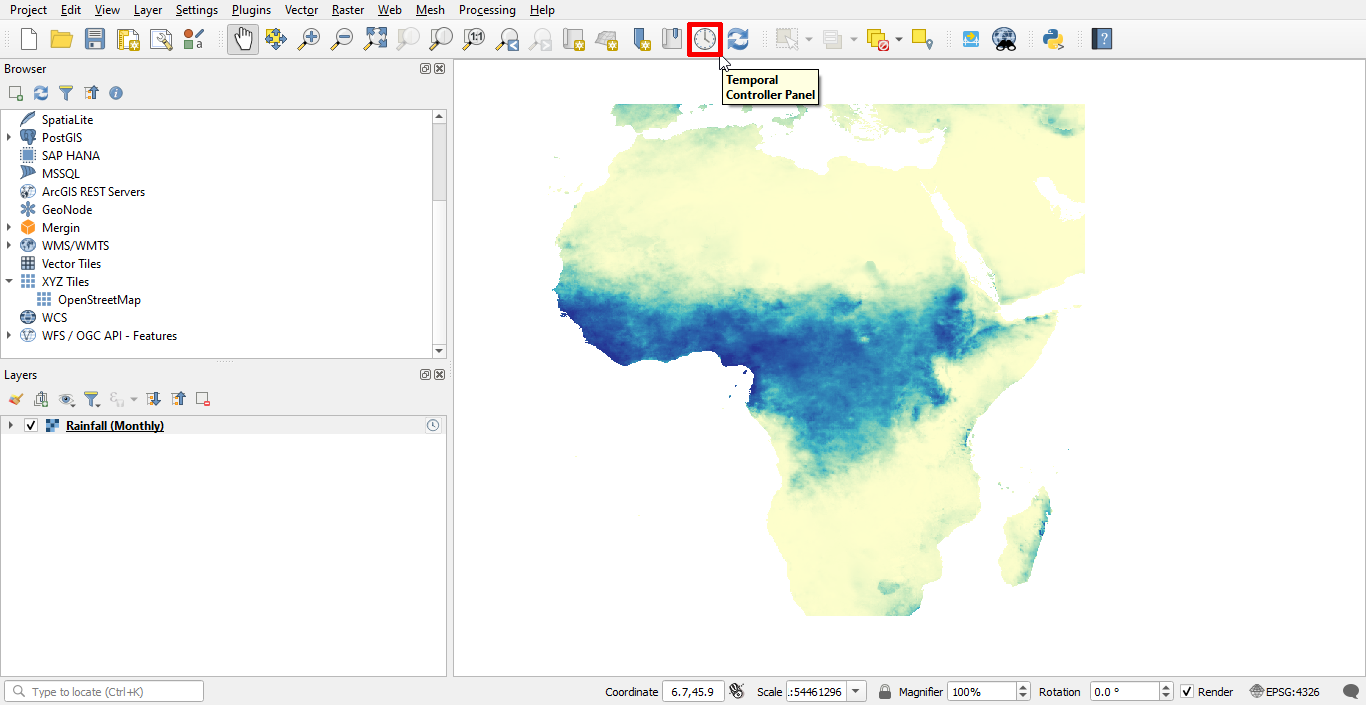 Project Edit View Layer Settings Plugins Vector Raster Web Mesh Processing Help
1:1
a
?
Temporal
Controller Panel
Browser
SpatiaLite
PostGIS
SAP HANA
MSSQL
ArcGIS REST Servers
GeoNode
Mergin
WMS/WMTS
Vector Tiles
XYZ Tiles
OpenStreetMap
WCS
WFS / OGC API - Features
Layers
Rainfall (Monthly)
Type to locate (Ctrl+K)
Coordinate 6.7,45.9 Scale .:54461296 Magnifier 100% Rotation 0.0 ° Render EPSG:4326